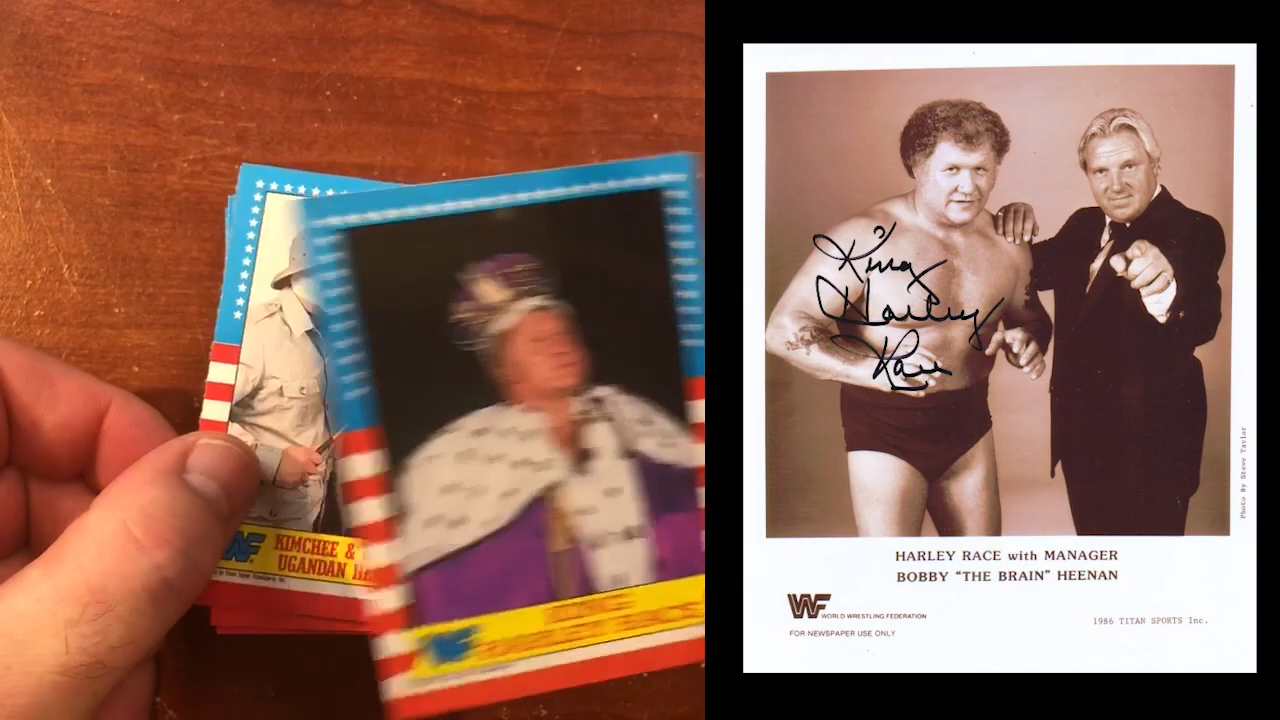 WF
KIMCHEE &
UGANDAN
King
Harley
Race
HARLEY RACE with MANAGER
BOBBY "THE BRAIN" HEENAN
WF WORLD WRESTLING FEDERATION
FOR NEWSPAPER USE ONLY
1986 TITAN SPORTS Inc.
Photo By Steve Taylor